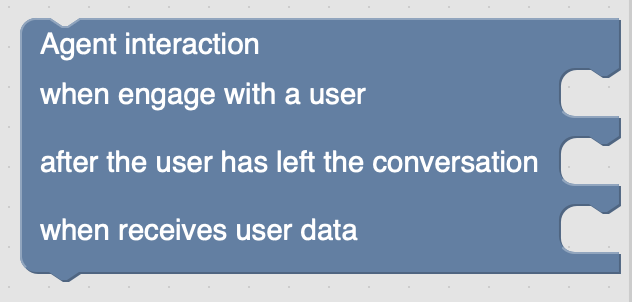 Agent interaction
when engage with a user
after the user has left the conversation
when receives user data